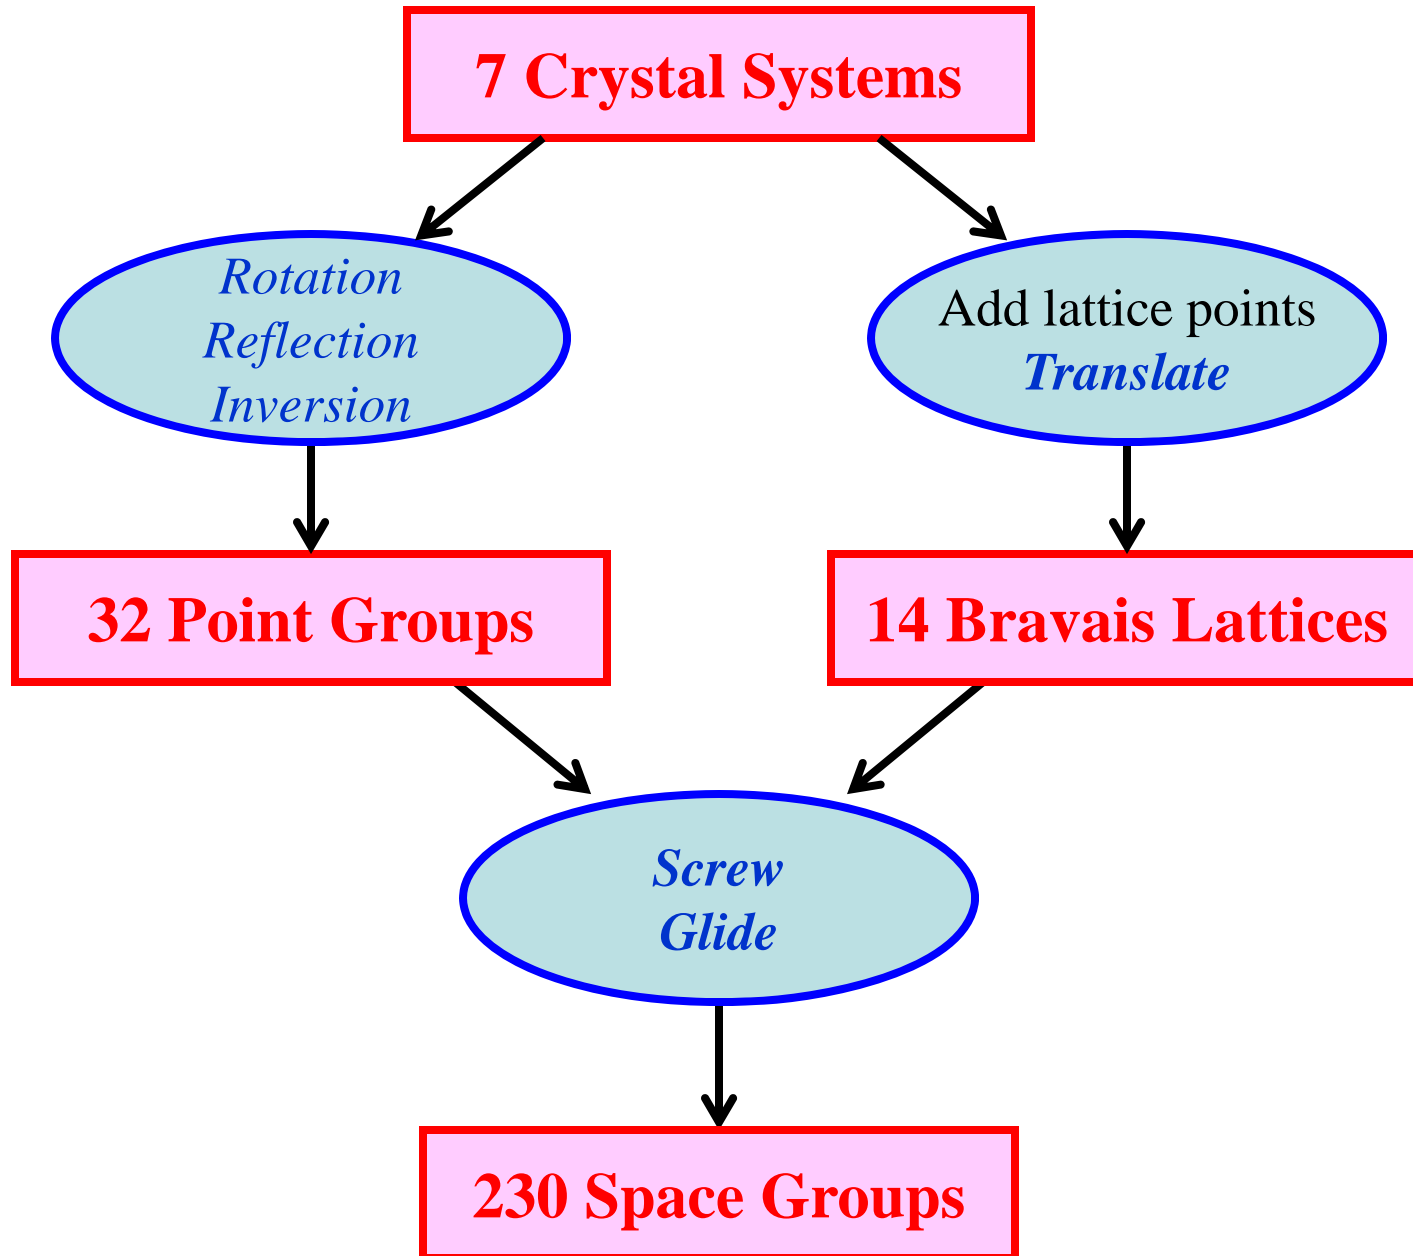 7 Crystal Systems
Rotation
Reflection
Inversion
Add lattice points
Translate
32 Point Groups
14 Bravais Lattices
Screw
Glide
230 Space Groups